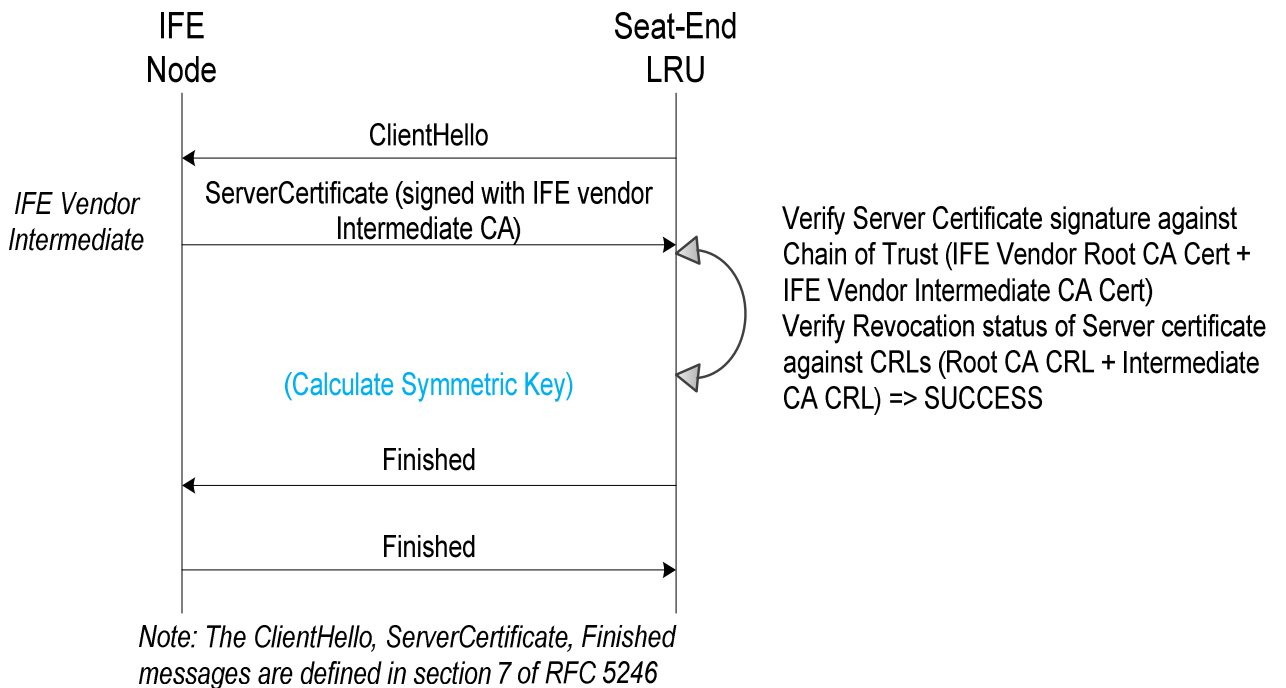 IFE
Node
Seat-End
LRU
ClientHello
IFE Vendor
Intermediate
ServerCertificate (signed with IFE vendor
Intermediate CA)
Verify Server Certificate signature against
Chain of Trust (IFE Vendor Root CA Cert +
IFE Vendor Intermediate CA Cert)
Verify Revocation status of Server certificate
against CRLs (Root CA CRL + Intermediate
CA CRL) => SUCCESS
(Calculate Symmetric Key)
Finished
Finished
Note: The ClientHello, ServerCertificate, Finished
messages are defined in section 7 of RFC 5246